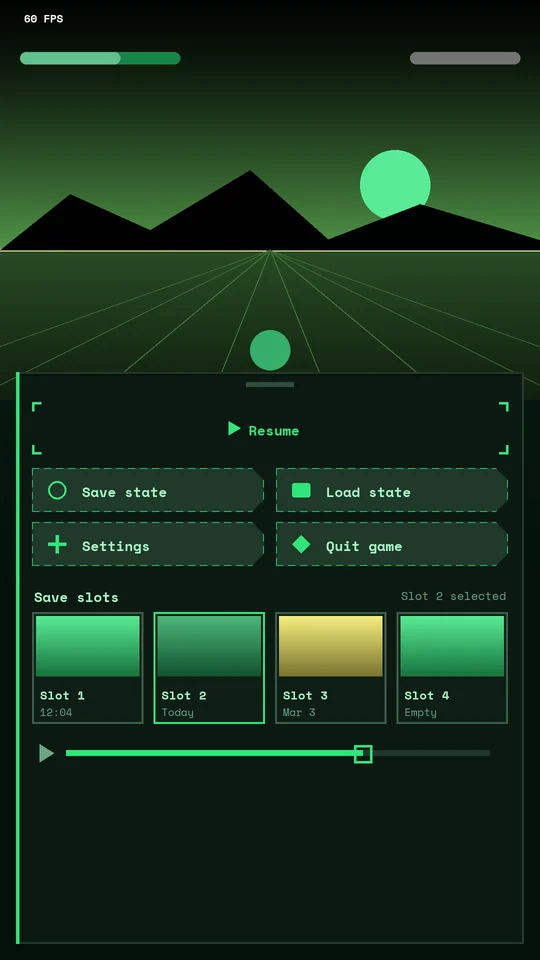 60 FPS
Resume
Save state
Load state
Settings
Quit game
Save slots
Slot 2 selected
Slot 1
12:04
Slot 2
Today
Slot 3
Mar 3
Slot 4
Empty